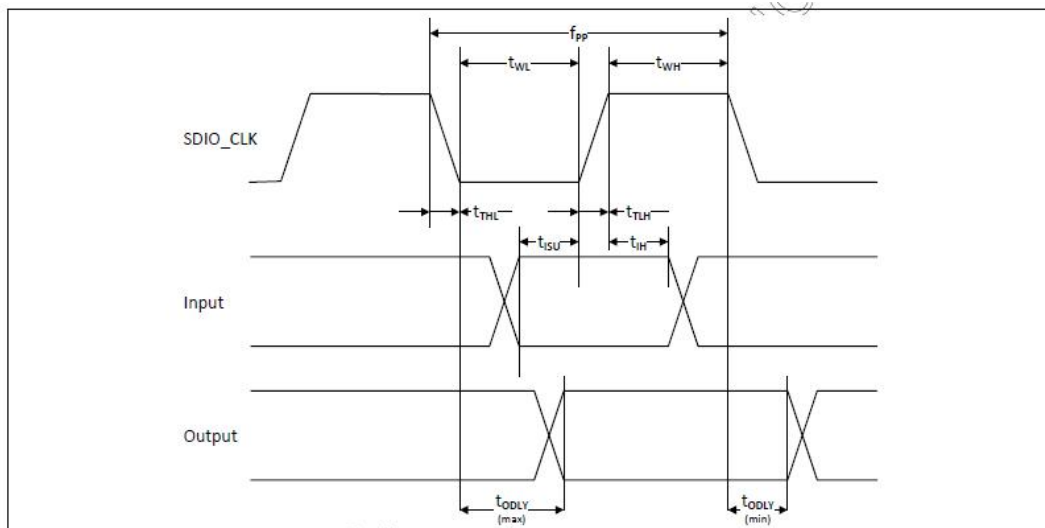 fPP
tWL
tWH
SDIO_CLK
tTHL
tTLH
tISU
tIH
Input
Output
tODLY
(max)
tODLY
(min)